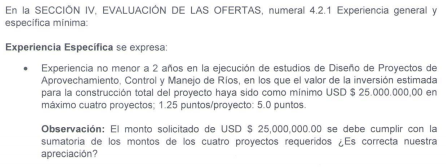 En la SECCIÓN IV, EVALUACIÓN DE LAS OFERTAS, numeral 4.2.1 Experiencia general y
específica mínima:
Experiencia Específica se expresa:
• Experiencia no menor a 2 años en la ejecución de estudios de Diseño de Proyectos de
Aprovechamiento, Control y Manejo de Ríos, en los que el valor de la inversión estimada
para la construcción total del proyecto haya sido como mínimo USD $ 25.000.000,00 en
máximo cuatro proyectos; 1.25 puntos/proyecto: 5.0 puntos.
Observación: El monto solicitado de USD $ 25,000,000.00 se debe cumplir con la
sumatoria de los montos de los cuatro proyectos requeridos ¿Es correcta nuestra
apreciación?